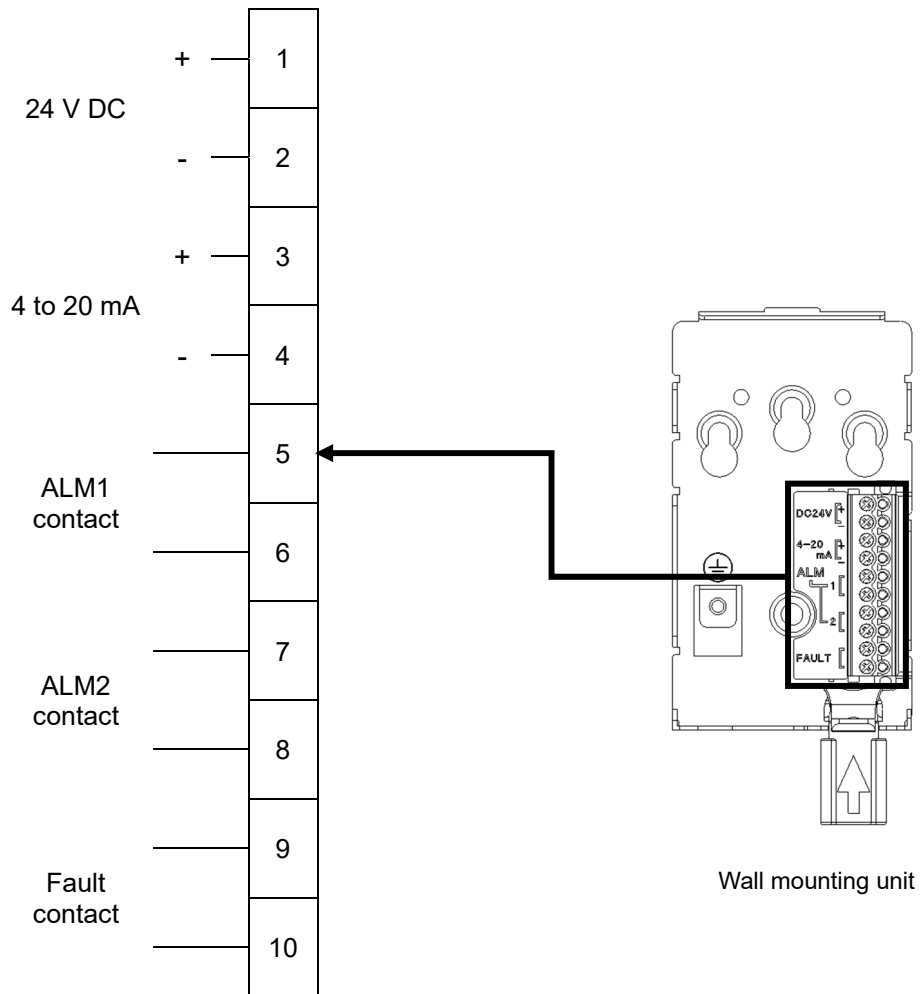 +
1
24 V DC
-
2
+
3
4 to 20 mA
-
4
5
ALM1
contact
6
7
ALM2
contact
8
9
Fault
contact
10
DC24V
+
-
4-20
mA
+
-
ALM
1
2
FAULT
Wall mounting unit